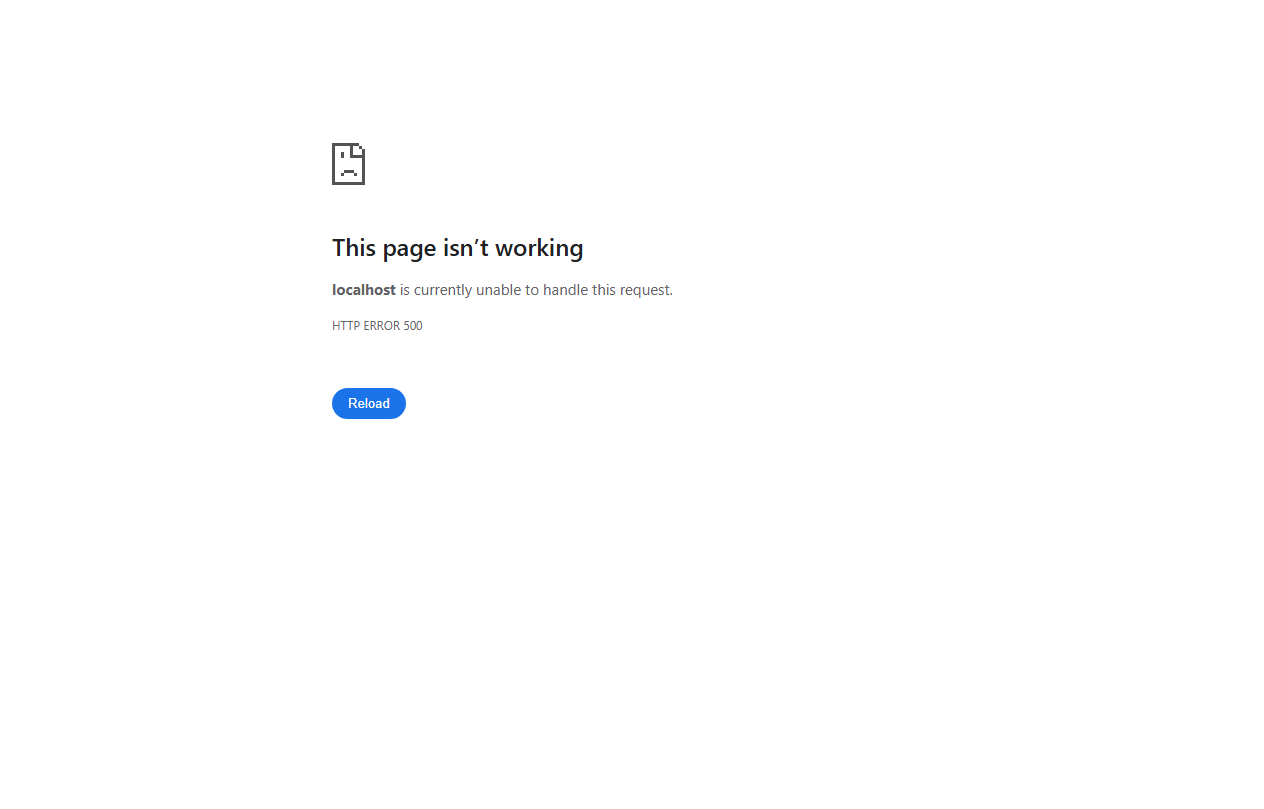 This page isn’t working
localhost is currently unable to handle this request.
HTTP ERROR 500
Reload